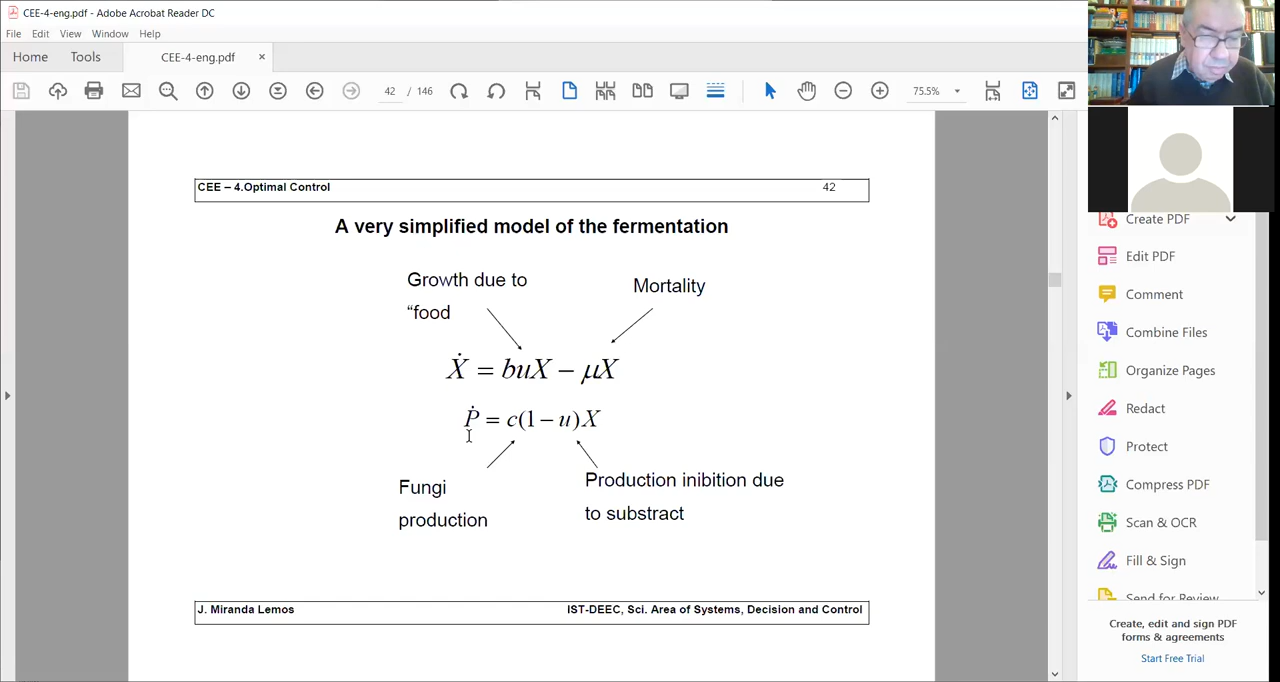 CEE-4-eng.pdf - Adobe Acrobat Reader DC
File Edit View Window Help
Home Tools CEE-4-eng.pdf ×
42 / 146 75.5%
CEE – 4.Optimal Control 42
A very simplified model of the fermentation
Growth due to
“food
Mortality
Ẋ = buX − μX
Ṗ = c(1 − u)X
Fungi
production
Production inibition due
to substract
J. Miranda Lemos IST-DEEC, Sci. Area of Systems, Decision and Control
Create PDF
Edit PDF
Comment
Combine Files
Organize Pages
Redact
Protect
Compress PDF
Scan & OCR
Fill & Sign
Send for Review
Create, edit and sign PDF
forms & agreements
Start Free Trial